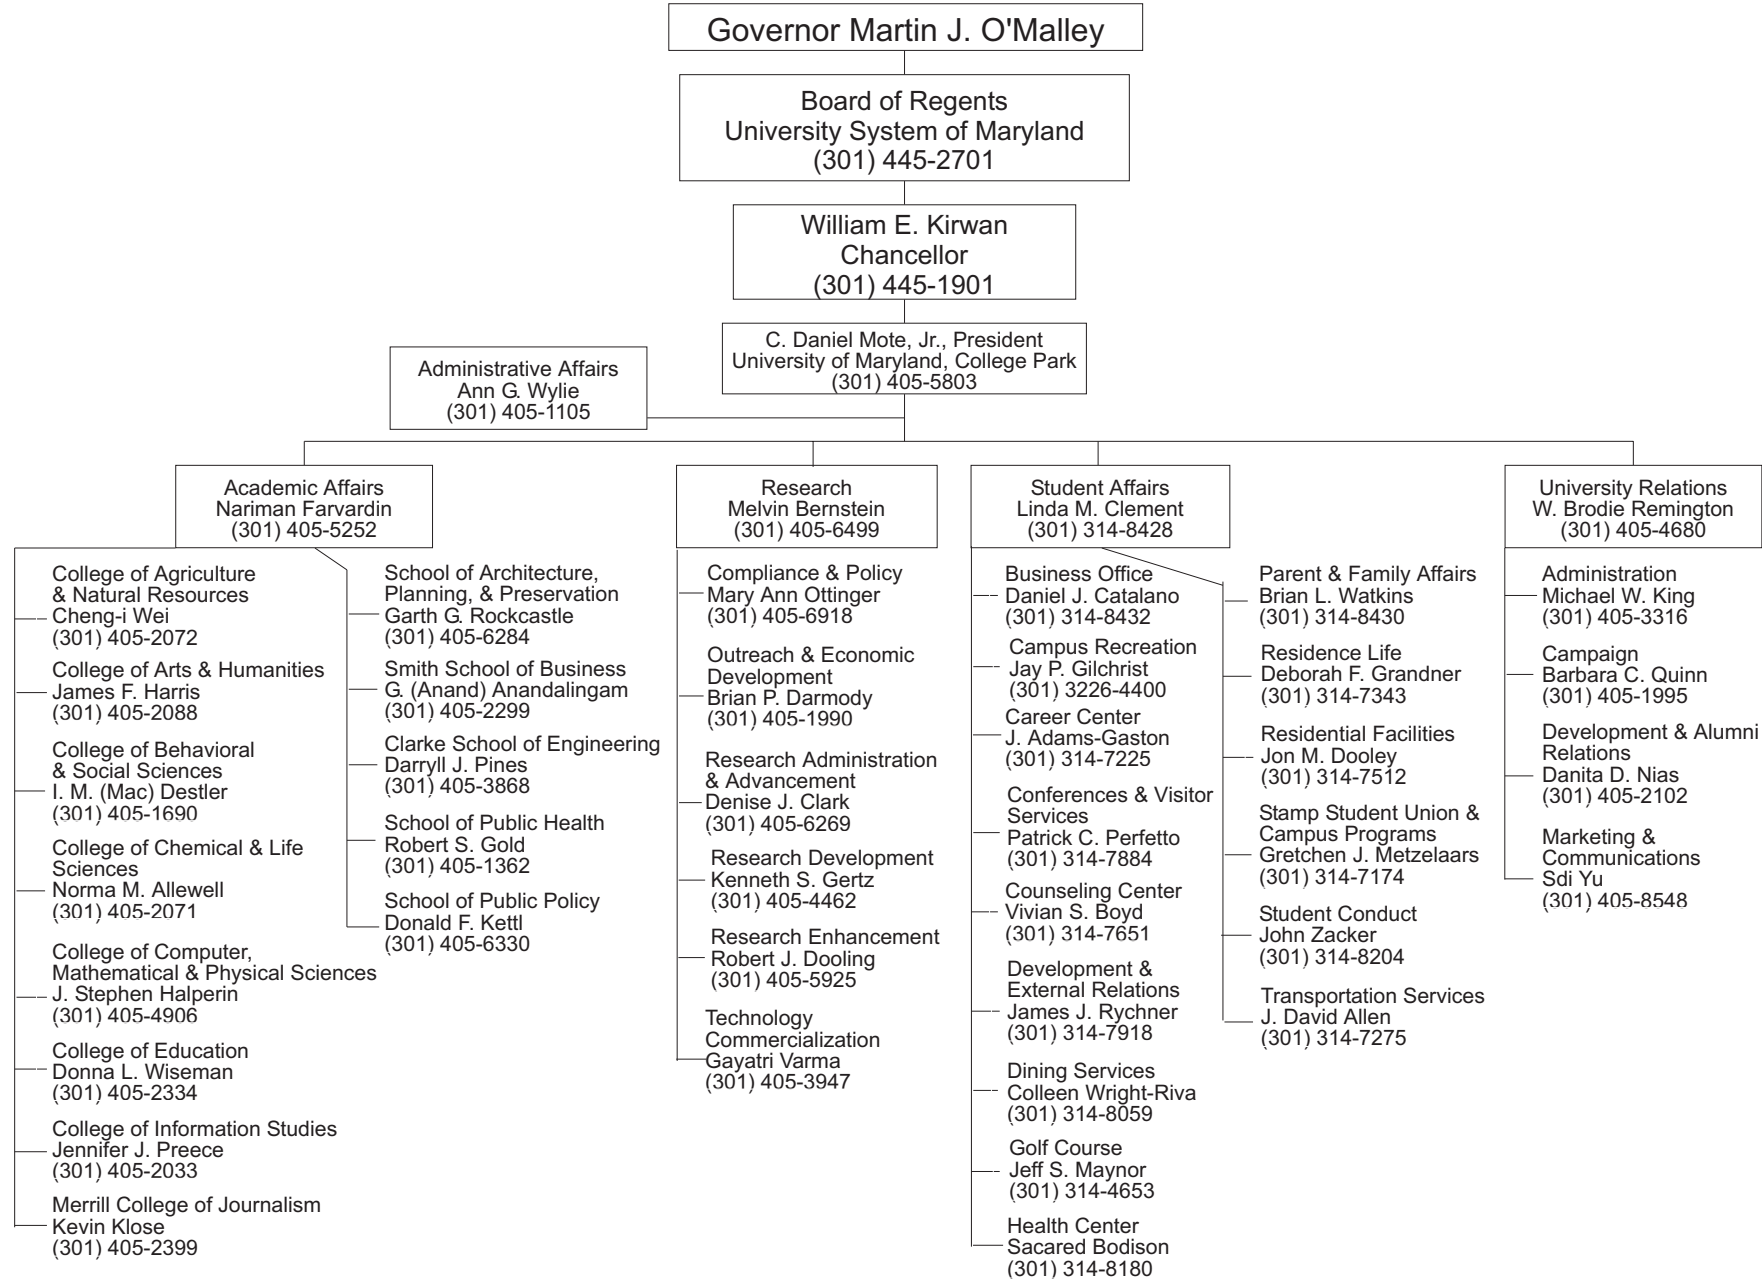 Governor Martin J. O'Malley
Board of Regents
University System of Maryland
(301) 445-2701
William E. Kirwan
Chancellor
(301) 445-1901
C. Daniel Mote, Jr., President
University of Maryland, College Park
(301) 405-5803
Administrative Affairs
Ann G. Wylie
(301) 405-1105
Academic Affairs
Nariman Farvardin
(301) 405-5252
College of Agriculture
& Natural Resources
Cheng-i Wei
(301) 405-2072
College of Arts & Humanities
James F. Harris
(301) 405-2088
College of Behavioral
& Social Sciences
I. M. (Mac) Destler
(301) 405-1690
College of Chemical & Life
Sciences
Norma M. Allewell
(301) 405-2071
College of Computer,
Mathematical & Physical Sciences
J. Stephen Halperin
(301) 405-4906
College of Education
Donna L. Wiseman
(301) 405-2334
College of Information Studies
Jennifer J. Preece
(301) 405-2033
Merrill College of Journalism
Kevin Klose
(301) 405-2399
School of Architecture,
Planning, & Preservation
Garth G. Rockcastle
(301) 405-6284
Smith School of Business
G. (Anand) Anandalingam
(301) 405-2299
Clarke School of Engineering
Darryll J. Pines
(301) 405-3868
School of Public Health
Robert S. Gold
(301) 405-1362
School of Public Policy
Donald F. Kettl
(301) 405-6330
Research
Melvin Bernstein
(301) 405-6499
Compliance & Policy
Mary Ann Ottinger
(301) 405-6918
Outreach & Economic
Development
Brian P. Darmody
(301) 405-1990
Research Administration
& Advancement
Denise J. Clark
(301) 405-6269
Research Development
Kenneth S. Gertz
(301) 405-4462
Research Enhancement
Robert J. Dooling
(301) 405-5925
Technology
Commercialization
Gayatri Varma
(301) 405-3947
Student Affairs
Linda M. Clement
(301) 314-8428
Business Office
Daniel J. Catalano
(301) 314-8432
Campus Recreation
Jay P. Gilchrist
(301) 3226-4400
Career Center
J. Adams-Gaston
(301) 314-7225
Conferences & Visitor
Services
Patrick C. Perfetto
(301) 314-7884
Counseling Center
Vivian S. Boyd
(301) 314-7651
Development &
External Relations
James J. Rychner
(301) 314-7918
Dining Services
Colleen Wright-Riva
(301) 314-8059
Golf Course
Jeff S. Maynor
(301) 314-4653
Health Center
Sacared Bodison
(301) 314-8180
Parent & Family Affairs
Brian L. Watkins
(301) 314-8430
Residence Life
Deborah F. Grandner
(301) 314-7343
Residential Facilities
Jon M. Dooley
(301) 314-7512
Stamp Student Union &
Campus Programs
Gretchen J. Metzelaars
(301) 314-7174
Student Conduct
John Zacker
(301) 314-8204
Transportation Services
J. David Allen
(301) 314-7275
University Relations
W. Brodie Remington
(301) 405-4680
Administration
Michael W. King
(301) 405-3316
Campaign
Barbara C. Quinn
(301) 405-1995
Development & Alumni
Relations
Danita D. Nias
(301) 405-2102
Marketing &
Communications
Sdi Yu
(301) 405-8548